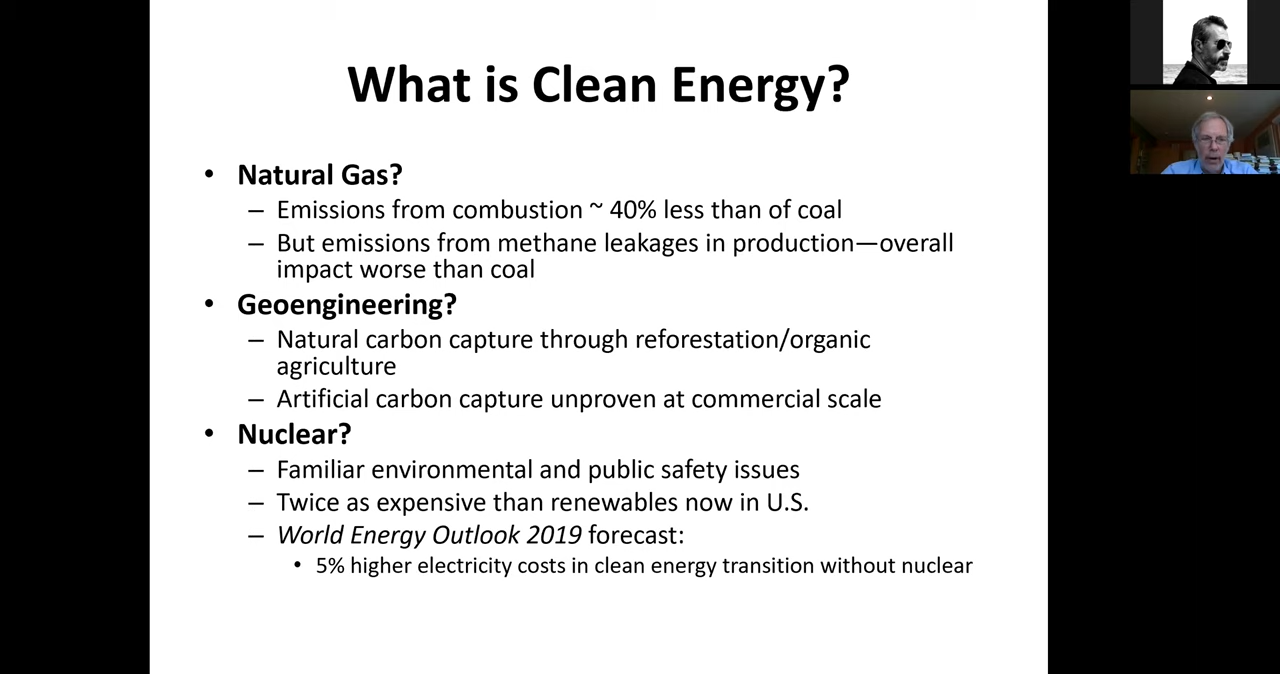 What is Clean Energy?
• Natural Gas?
– Emissions from combustion ~ 40% less than of coal
– But emissions from methane leakages in production—overall
impact worse than coal
• Geoengineering?
– Natural carbon capture through reforestation/organic
agriculture
– Artificial carbon capture unproven at commercial scale
• Nuclear?
– Familiar environmental and public safety issues
– Twice as expensive than renewables now in U.S.
– World Energy Outlook 2019 forecast:
• 5% higher electricity costs in clean energy transition without nuclear